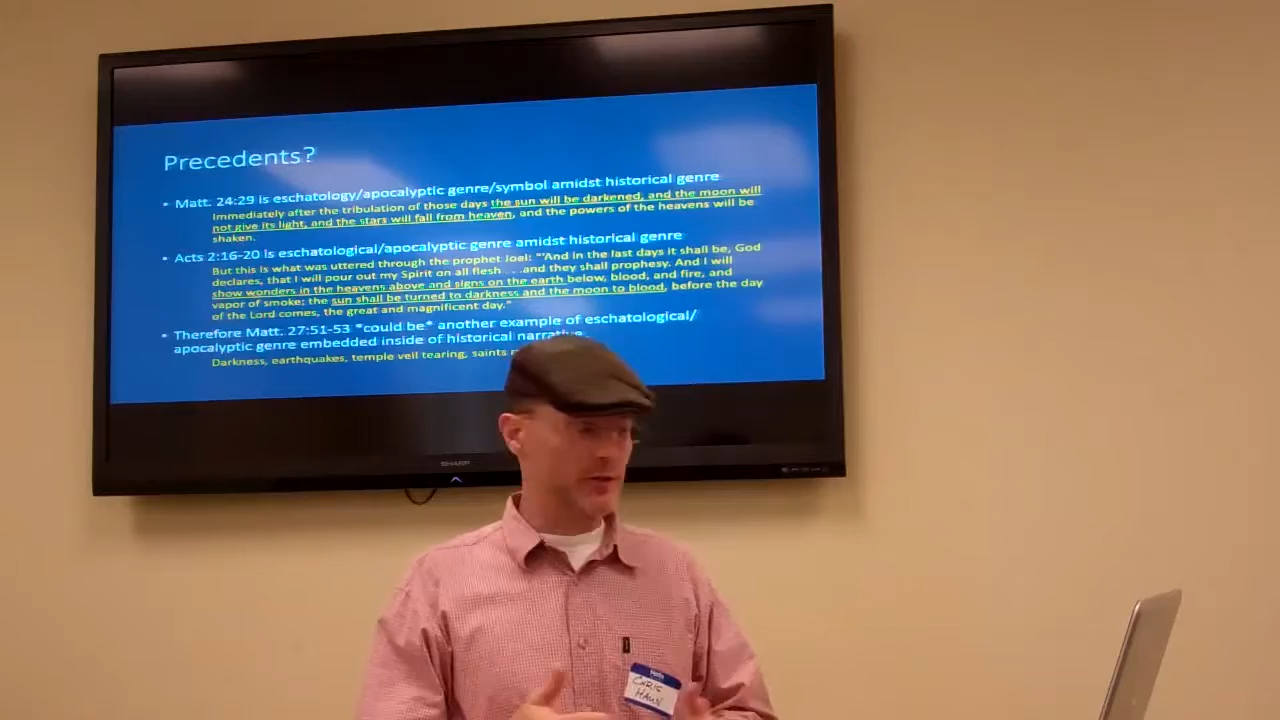 Precedents?
• Matt. 24:29 is eschatology/apocalyptic genre/symbol amidst historical genre
Immediately after the tribulation of those days the sun will be darkened, and the moon will
not give its light, and the stars will fall from heaven, and the powers of the heavens will be
shaken.
• Acts 2:16-20 is eschatological/apocalyptic genre amidst historical genre
But this is what was uttered through the prophet Joel: "'And in the last days it shall be, God
declares, that I will pour out my Spirit on all flesh . . .and they shall prophesy. And I will
show wonders in the heavens above and signs on the earth below, blood, and fire, and
vapor of smoke; the sun shall be turned to darkness and the moon to blood, before the day
of the Lord comes, the great and magnificent day."
• Therefore Matt. 27:51-53 *could be* another example of eschatological/
apocalyptic genre embedded inside of historical narrative
Darkness, earthquakes, temple veil tearing, saints
SHARP
CHRIS
HAUN